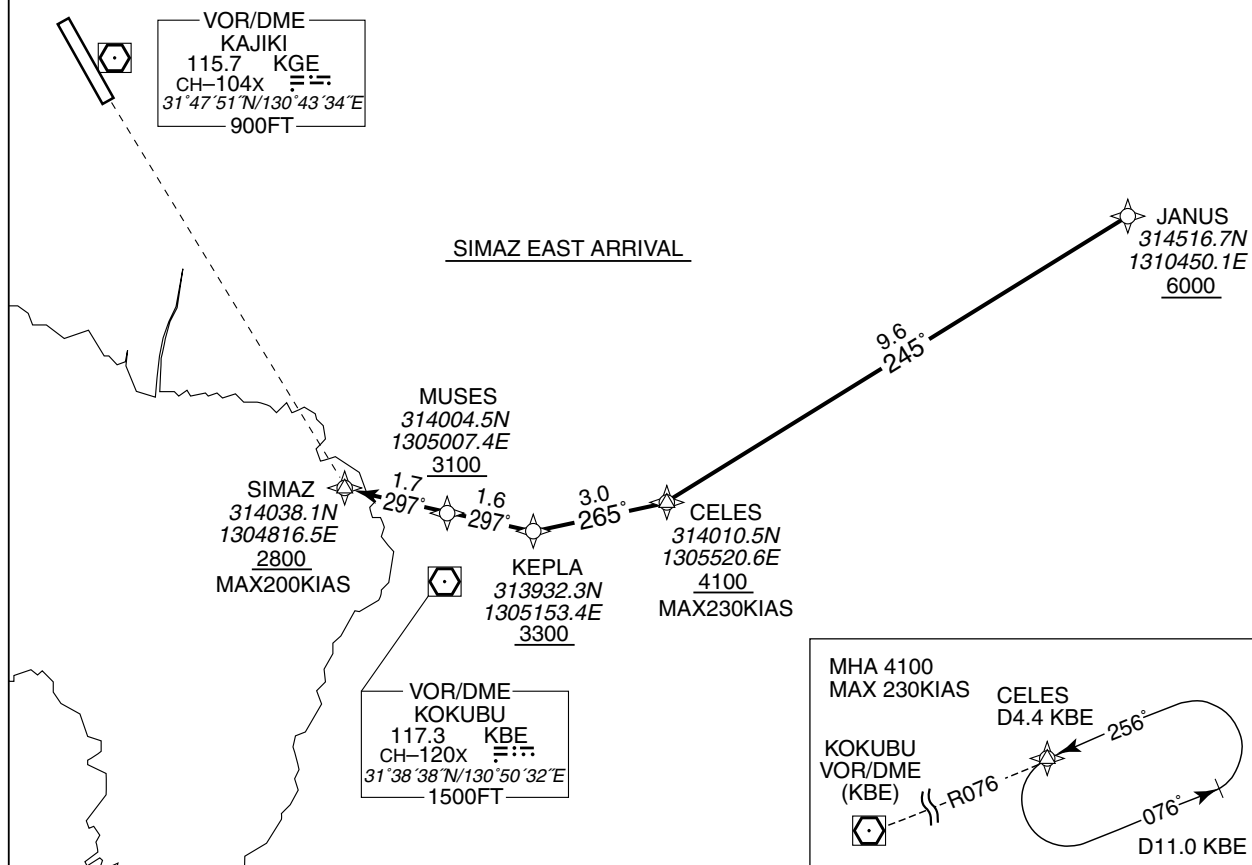 VOR/DME
KAJIKI
115.7 KGE
CH–104X
31°47´51˝N/130°43´34˝E
900FT
SIMAZ EAST ARRIVAL
JANUS
314516.7N
1310450.1E
6000
9.6
245°
MUSES
314004.5N
1305007.4E
3100
SIMAZ
314038.1N
1304816.5E
2800
MAX200KIAS
1.7
297°
1.6
297°
3.0
265°
CELES
314010.5N
1305520.6E
4100
MAX230KIAS
KEPLA
313932.3N
1305153.4E
3300
VOR/DME
KOKUBU
117.3 KBE
CH–120X
31°38´38˝N/130°50´32˝E
1500FT
MHA 4100
MAX 230KIAS
CELES
D4.4 KBE
KOKUBU
VOR/DME
(KBE)
R076
256°
076°
D11.0 KBE